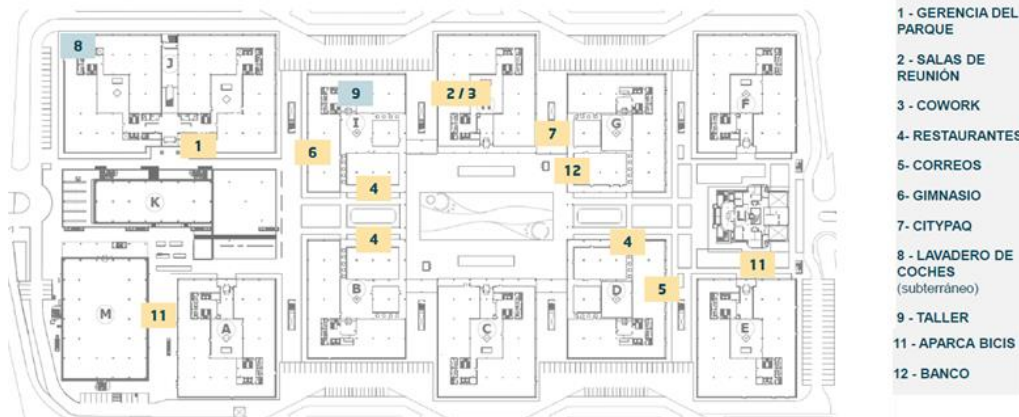 8
J
9
2 / 3
I
G
F
1
6
7
12
K
4
L
4
4
11
M
11
B
D
5
A
C
E
1 - GERENCIA DEL
PARQUE
2 - SALAS DE
REUNIÓN
3 - COWORK
4- RESTAURANTES
5- CORREOS
6- GIMNASIO
7- CITYPAQ
8 - LAVADERO DE
COCHES
(subterráneo)
9 - TALLER
11 - APARCA BICIS
12 - BANCO